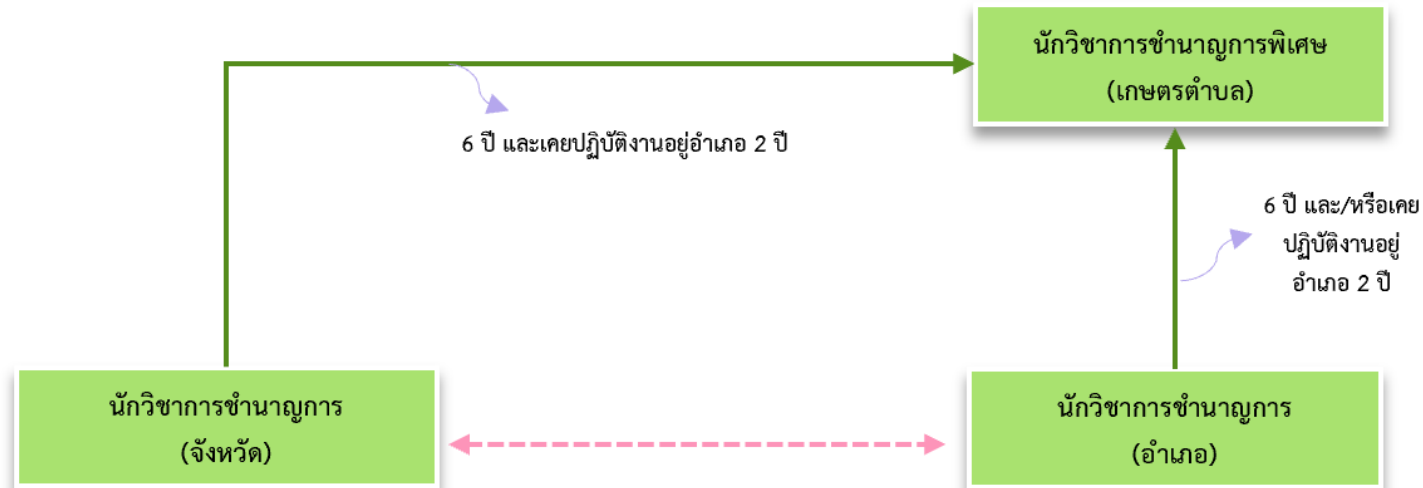 นักวิชาการชำนาญการพิเศษ
(เกษตรตำบล)
6 ปี และเคยปฏิบัติงานอยู่อำเภอ 2 ปี
6 ปี และ/หรือเคย
ปฏิบัติงานอยู่
อำเภอ 2 ปี
นักวิชาการชำนาญการ
(จังหวัด)
นักวิชาการชำนาญการ
(อำเภอ)